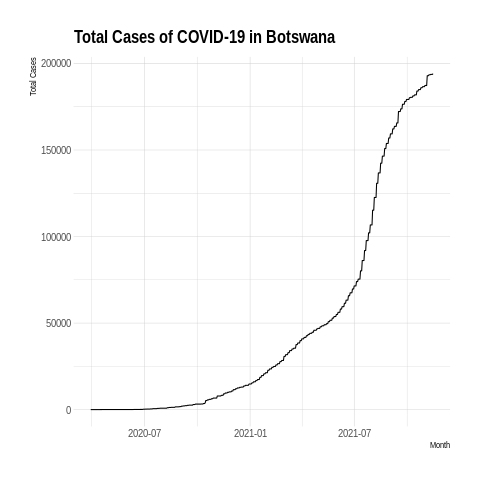 Total Cases of COVID-19 in Botswana
Total Cases
200000
150000
100000
50000
0
2020-07 2021-01 2021-07
Month